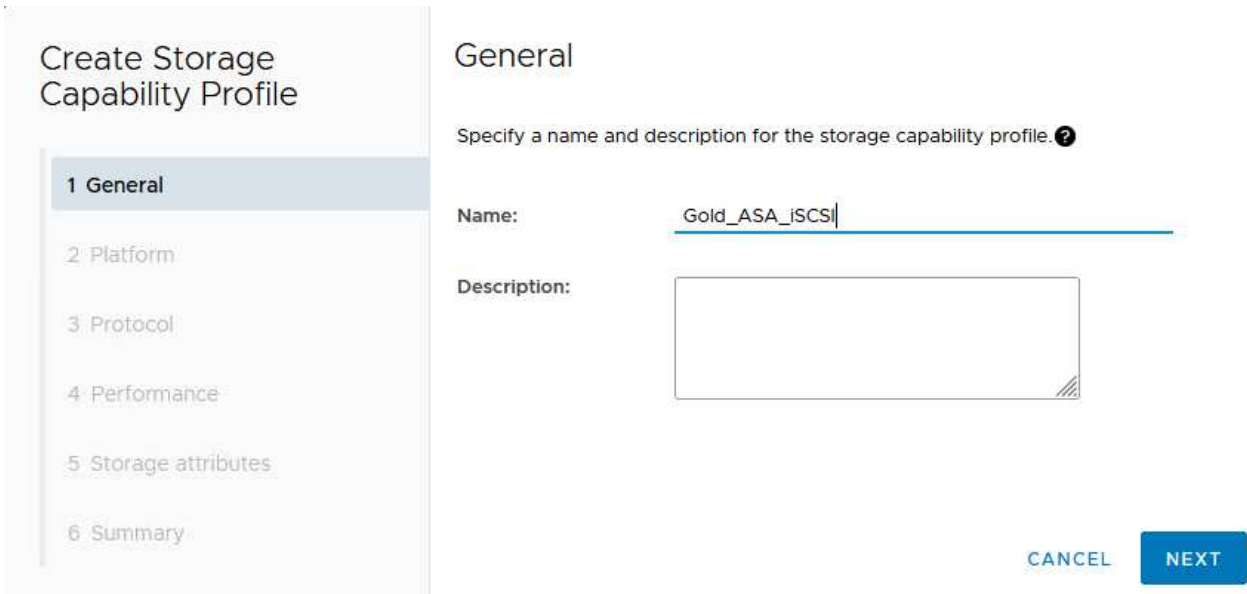 Create Storage
Capability Profile
1 General
2 Platform
3 Protocol
4 Performance
5 Storage attributes
6 Summary
General
Specify a name and description for the storage capability profile.?
Name:
Gold_ASA_iSCSI
Description:
CANCEL
NEXT